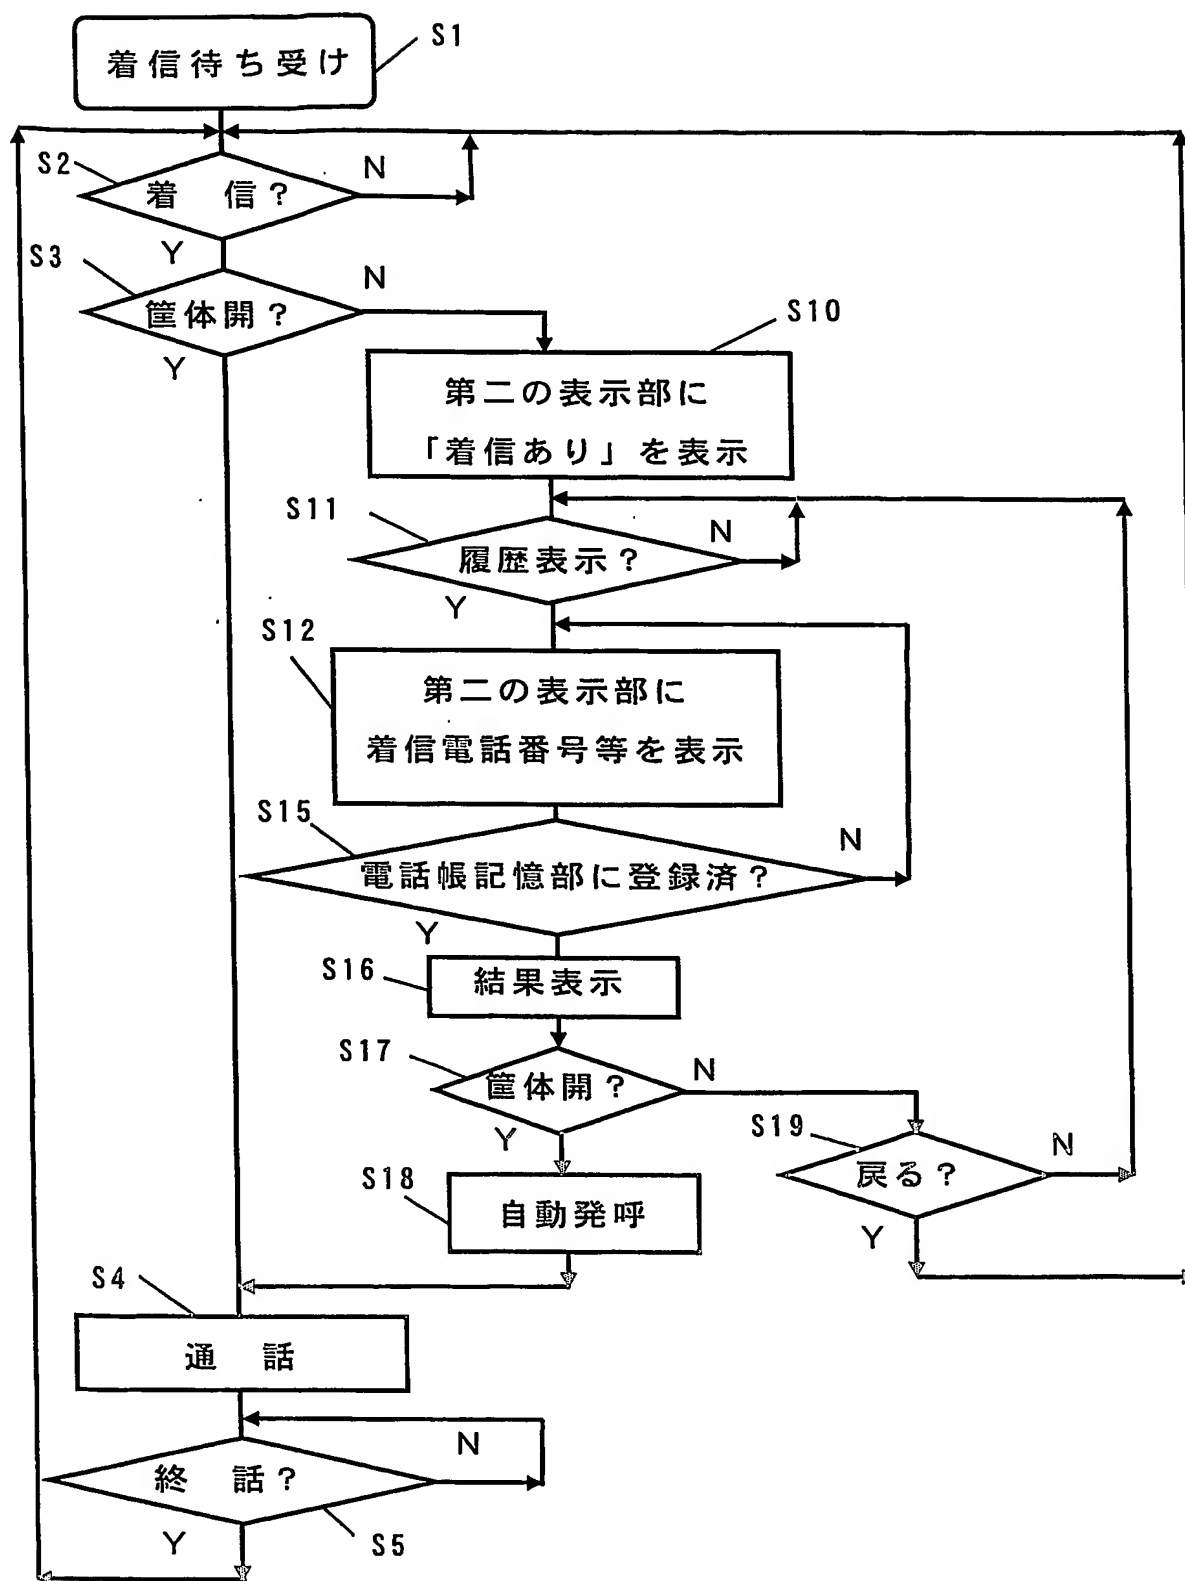 着信待ち受け
S1
S2
着 信?
N
Y
S3
筐体開?
N
Y
S10
第二の表示部に
「着信あり」を表示
S11
履歴表示?
N
Y
S12
第二の表示部に
着信電話番号等を表示
S15
電話帳記憶部に登録済?
N
Y
S16
結果表示
S17
筐体開?
N
Y
S19
戻る?
N
Y
S18
自動発呼
S4
通 話
N
終 話?
Y
S5